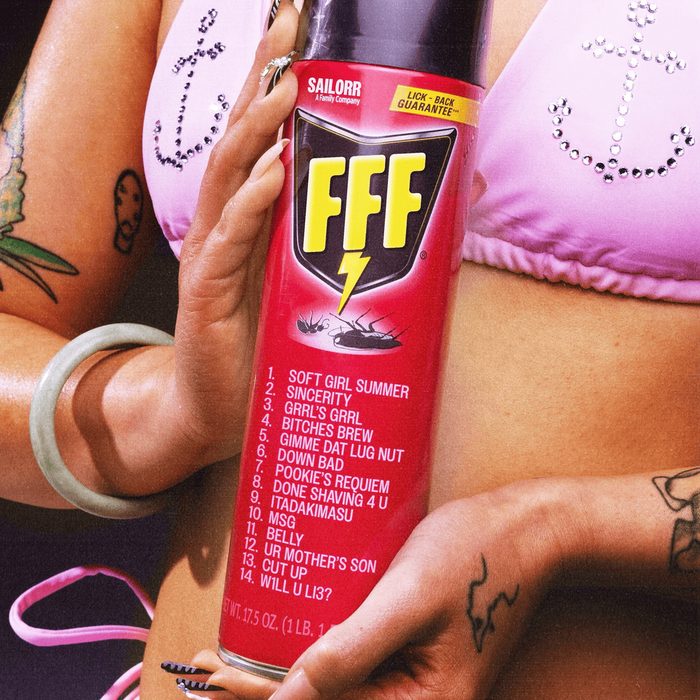 SAILORR
A Family Company
LICK - BACK
GUARANTEE**
FFF
®
1. SOFT GIRL SUMMER
2. SINCERITY
3. GRRL'S GRRL
4. BITCHES BREW
5. GIMME DAT LUG NUT
6. DOWN BAD
7. POOKIE'S REQUIEM
8. DONE SHAVING 4 U
9. ITADAKIMASU
10. MSG
11. BELLY
12. UR MOTHER'S SON
13. CUT UP
14. W1LL U LI3?
WT. 17.5 OZ. (1 LB. 1.